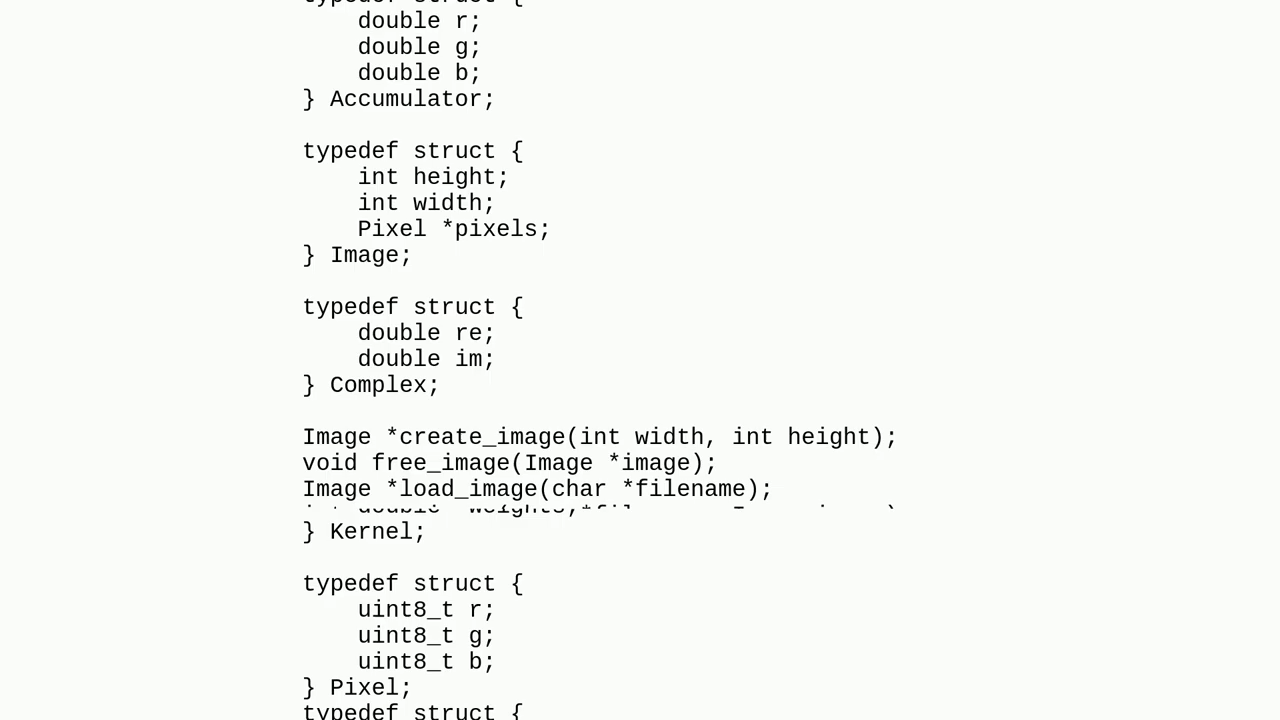 typedef struct {
    double r;
    double g;
    double b;
} Accumulator;

typedef struct {
    int height;
    int width;
    Pixel *pixels;
} Image;

typedef struct {
    double re;
    double im;
} Complex;

Image *create_image(int width, int height);
void free_image(Image *image);
Image *load_image(char *filename);
} Kernel;

typedef struct {
    uint8_t r;
    uint8_t g;
    uint8_t b;
} Pixel;
typedef struct {